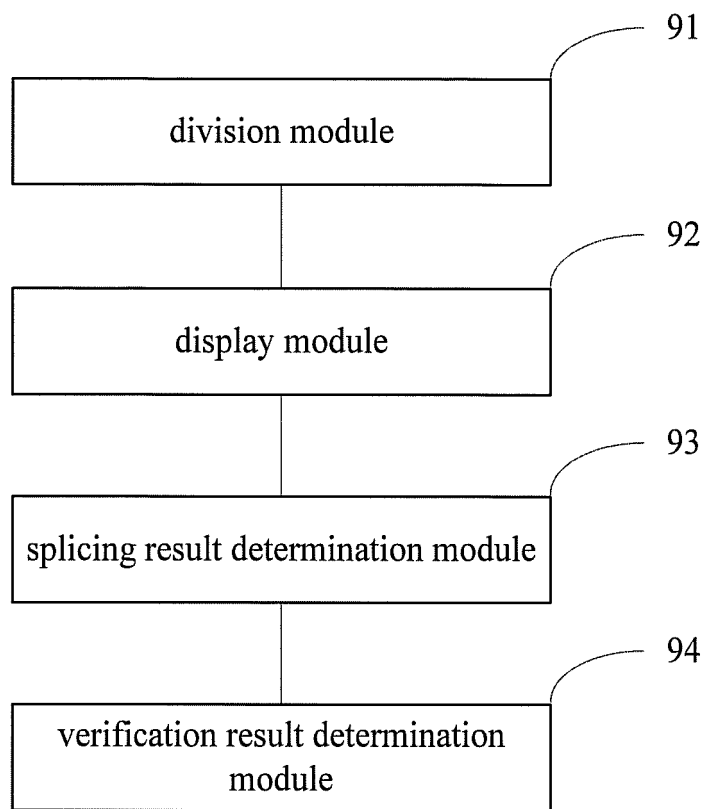 91
division module
92
display module
93
splicing result determination module
94
verification result determination
module